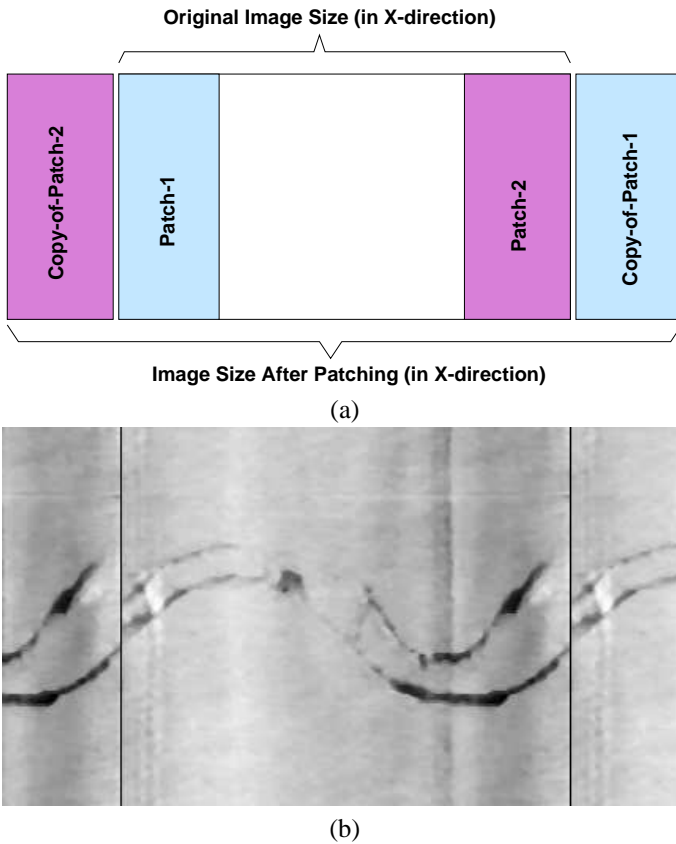 Original Image Size (in X-direction)
Copy-of-Patch-2
Patch-1
Patch-2
Copy-of-Patch-1
Image Size After Patching (in X-direction)
(a)
(b)